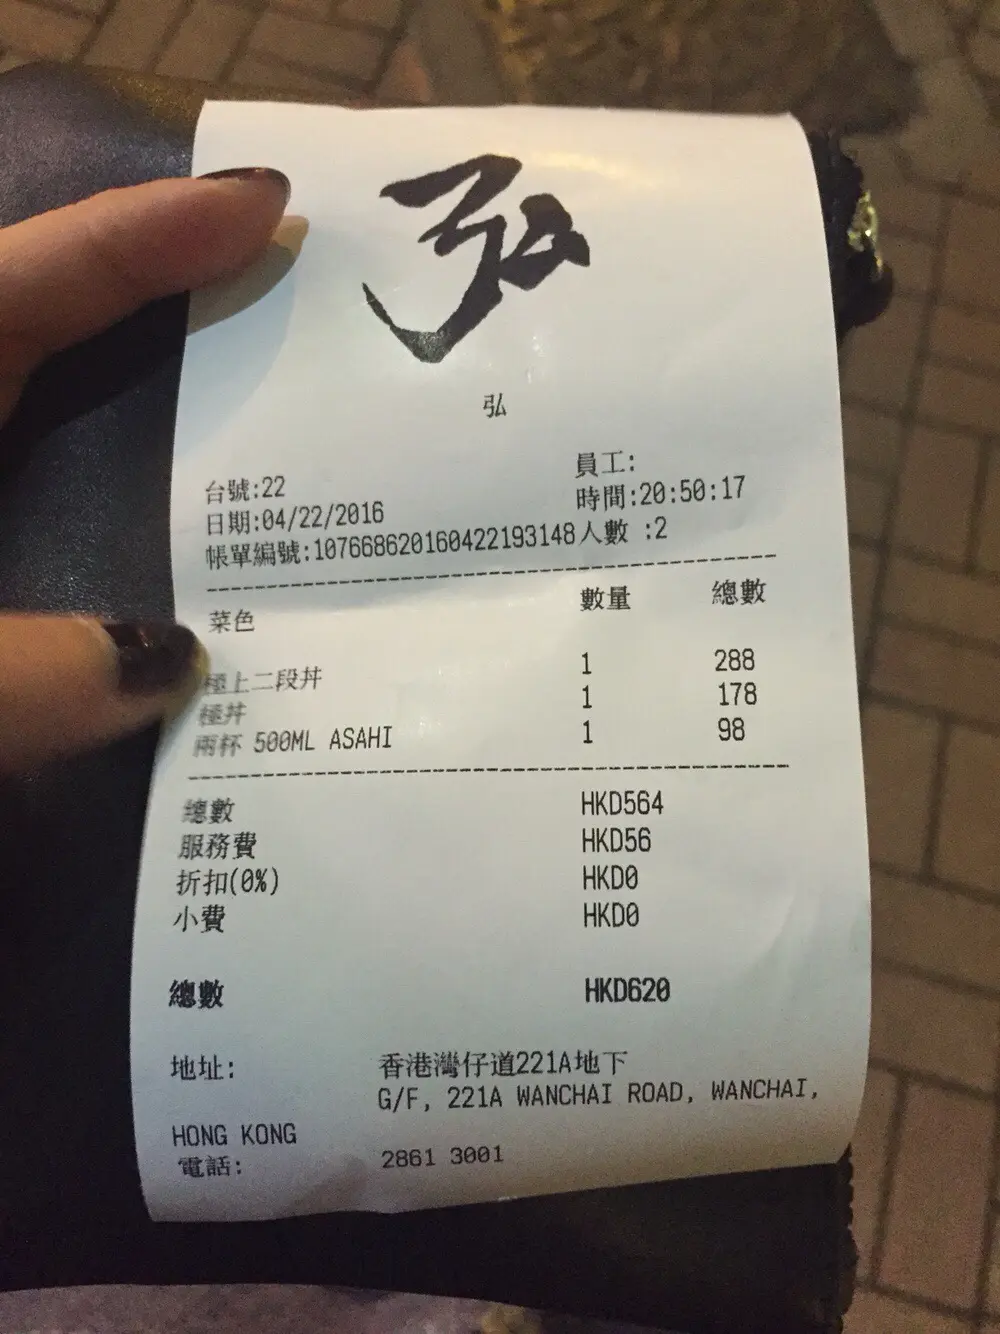 弘
弘
台號:22
員工:
日期:04/22/2016
時間:20:50:17
帳單編號:107668620160422193148 人數 :2
菜色 數量 總數
極上二段丼 1 288
極丼 1 178
兩杯 500ML ASAHI 1 98
總數 HKD564
服務費 HKD56
折扣(0%) HKD0
小費 HKD0
總數 HKD620
地址: 香港灣仔道221A地下
G/F, 221A WANCHAI ROAD, WANCHAI,
HONG KONG
電話: 2861 3001